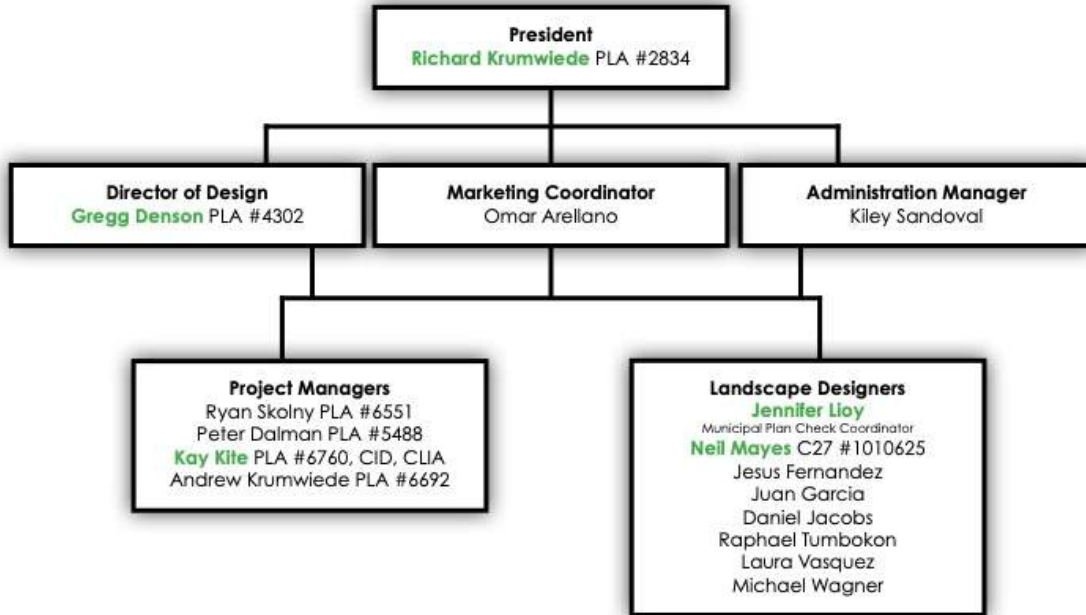 President
Richard Krumwiede PLA #2834
Director of Design
Gregg Denson PLA #4302
Marketing Coordinator
Omar Arellano
Administration Manager
Kiley Sandoval
Project Managers
Ryan Skolny PLA #6551
Peter Dalman PLA #5488
Kay Kite PLA #6760, CID, CLIA
Andrew Krumwiede PLA #6692
Landscape Designers
Jennifer Lioy
Municipal Plan Check Coordinator
Neil Mayes C27 #1010625
Jesus Fernandez
Juan Garcia
Daniel Jacobs
Raphael Tumbokon
Laura Vasquez
Michael Wagner